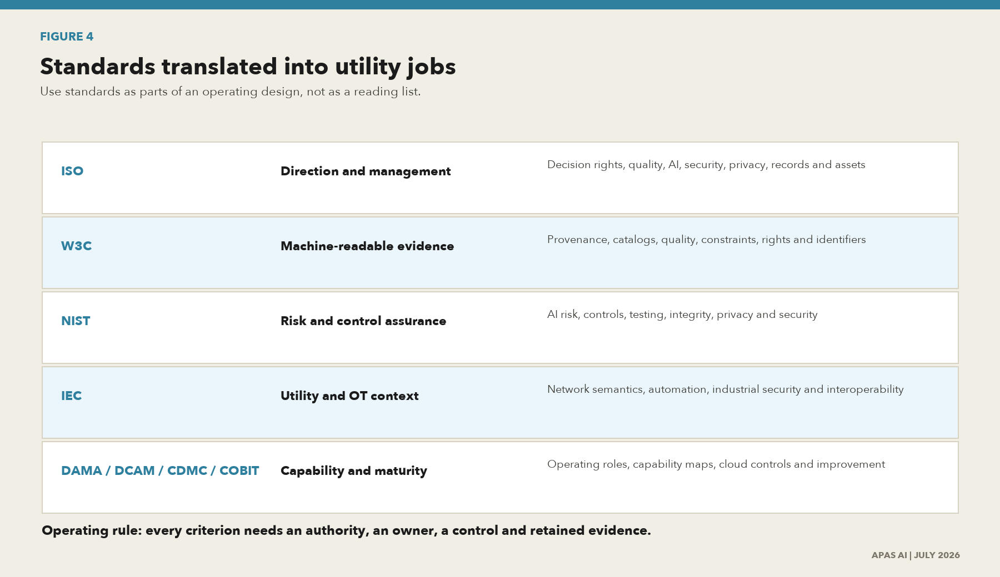 FIGURE 4
Standards translated into utility jobs
Use standards as parts of an operating design, not as a reading list.
ISO
Direction and management
Decision rights, quality, AI, security, privacy, records and assets
W3C
Machine-readable evidence
Provenance, catalogs, quality, constraints, rights and identifiers
NIST
Risk and control assurance
AI risk, controls, testing, integrity, privacy and security
IEC
Utility and OT context
Network semantics, automation, industrial security and interoperability
DAMA / DCAM / CDMC / COBIT
Capability and maturity
Operating roles, capability maps, cloud controls and improvement
Operating rule: every criterion needs an authority, an owner, a control and retained evidence.
APAS AI | JULY 2026